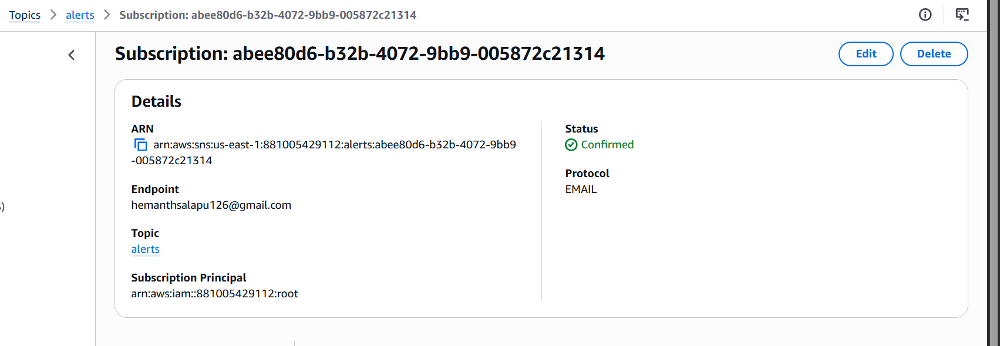 Topics > alerts > Subscription: abee80d6-b32b-4072-9bb9-005872c21314
Subscription: abee80d6-b32b-4072-9bb9-005872c21314
Edit
Delete
Details
ARN
arn:aws:sns:us-east-1:881005429112:alerts:abee80d6-b32b-4072-9bb9
-005872c21314
Endpoint
hemanthsalapu126@gmail.com
Topic
alerts
Subscription Principal
arn:aws:iam::881005429112:root
Status
Confirmed
Protocol
EMAIL